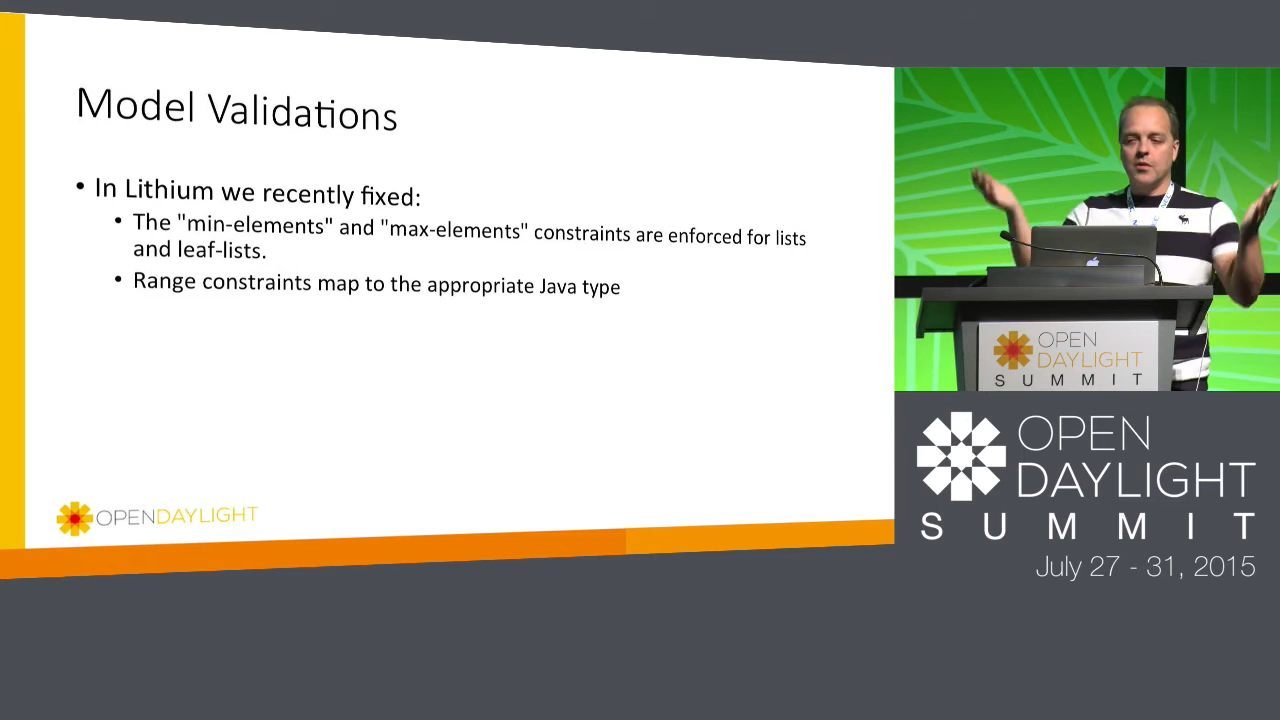 Model Validations
• In Lithium we recently fixed:
• The "min-elements" and "max-elements" constraints are enforced for lists
and leaf-lists.
• Range constraints map to the appropriate Java type
OPENDAYLIGHT
OPEN
DAYLIGHT
SUMMIT
OPEN
DAYLIGHT
SUMMIT
July 27 - 31, 2015